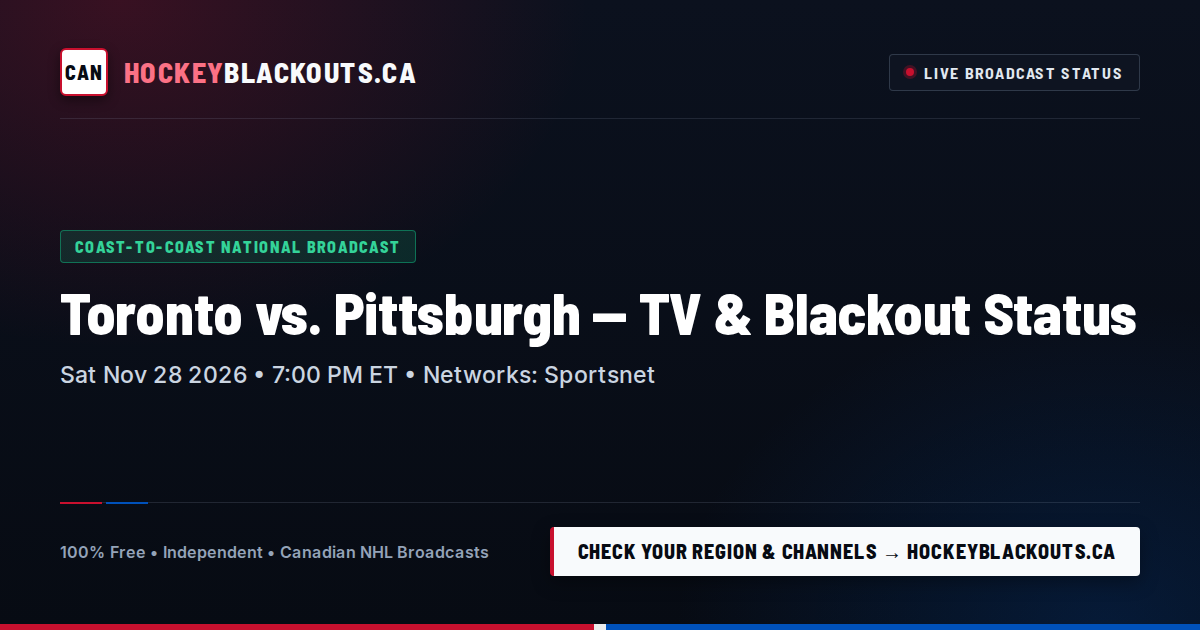 CAN HOCKEYBLACKOUTS.CA
LIVE BROADCAST STATUS
COAST-TO-COAST NATIONAL BROADCAST
Toronto vs. Pittsburgh — TV & Blackout Status
Sat Nov 28 2026 • 7:00 PM ET • Networks: Sportsnet
100% Free • Independent • Canadian NHL Broadcasts
CHECK YOUR REGION & CHANNELS → HOCKEYBLACKOUTS.CA